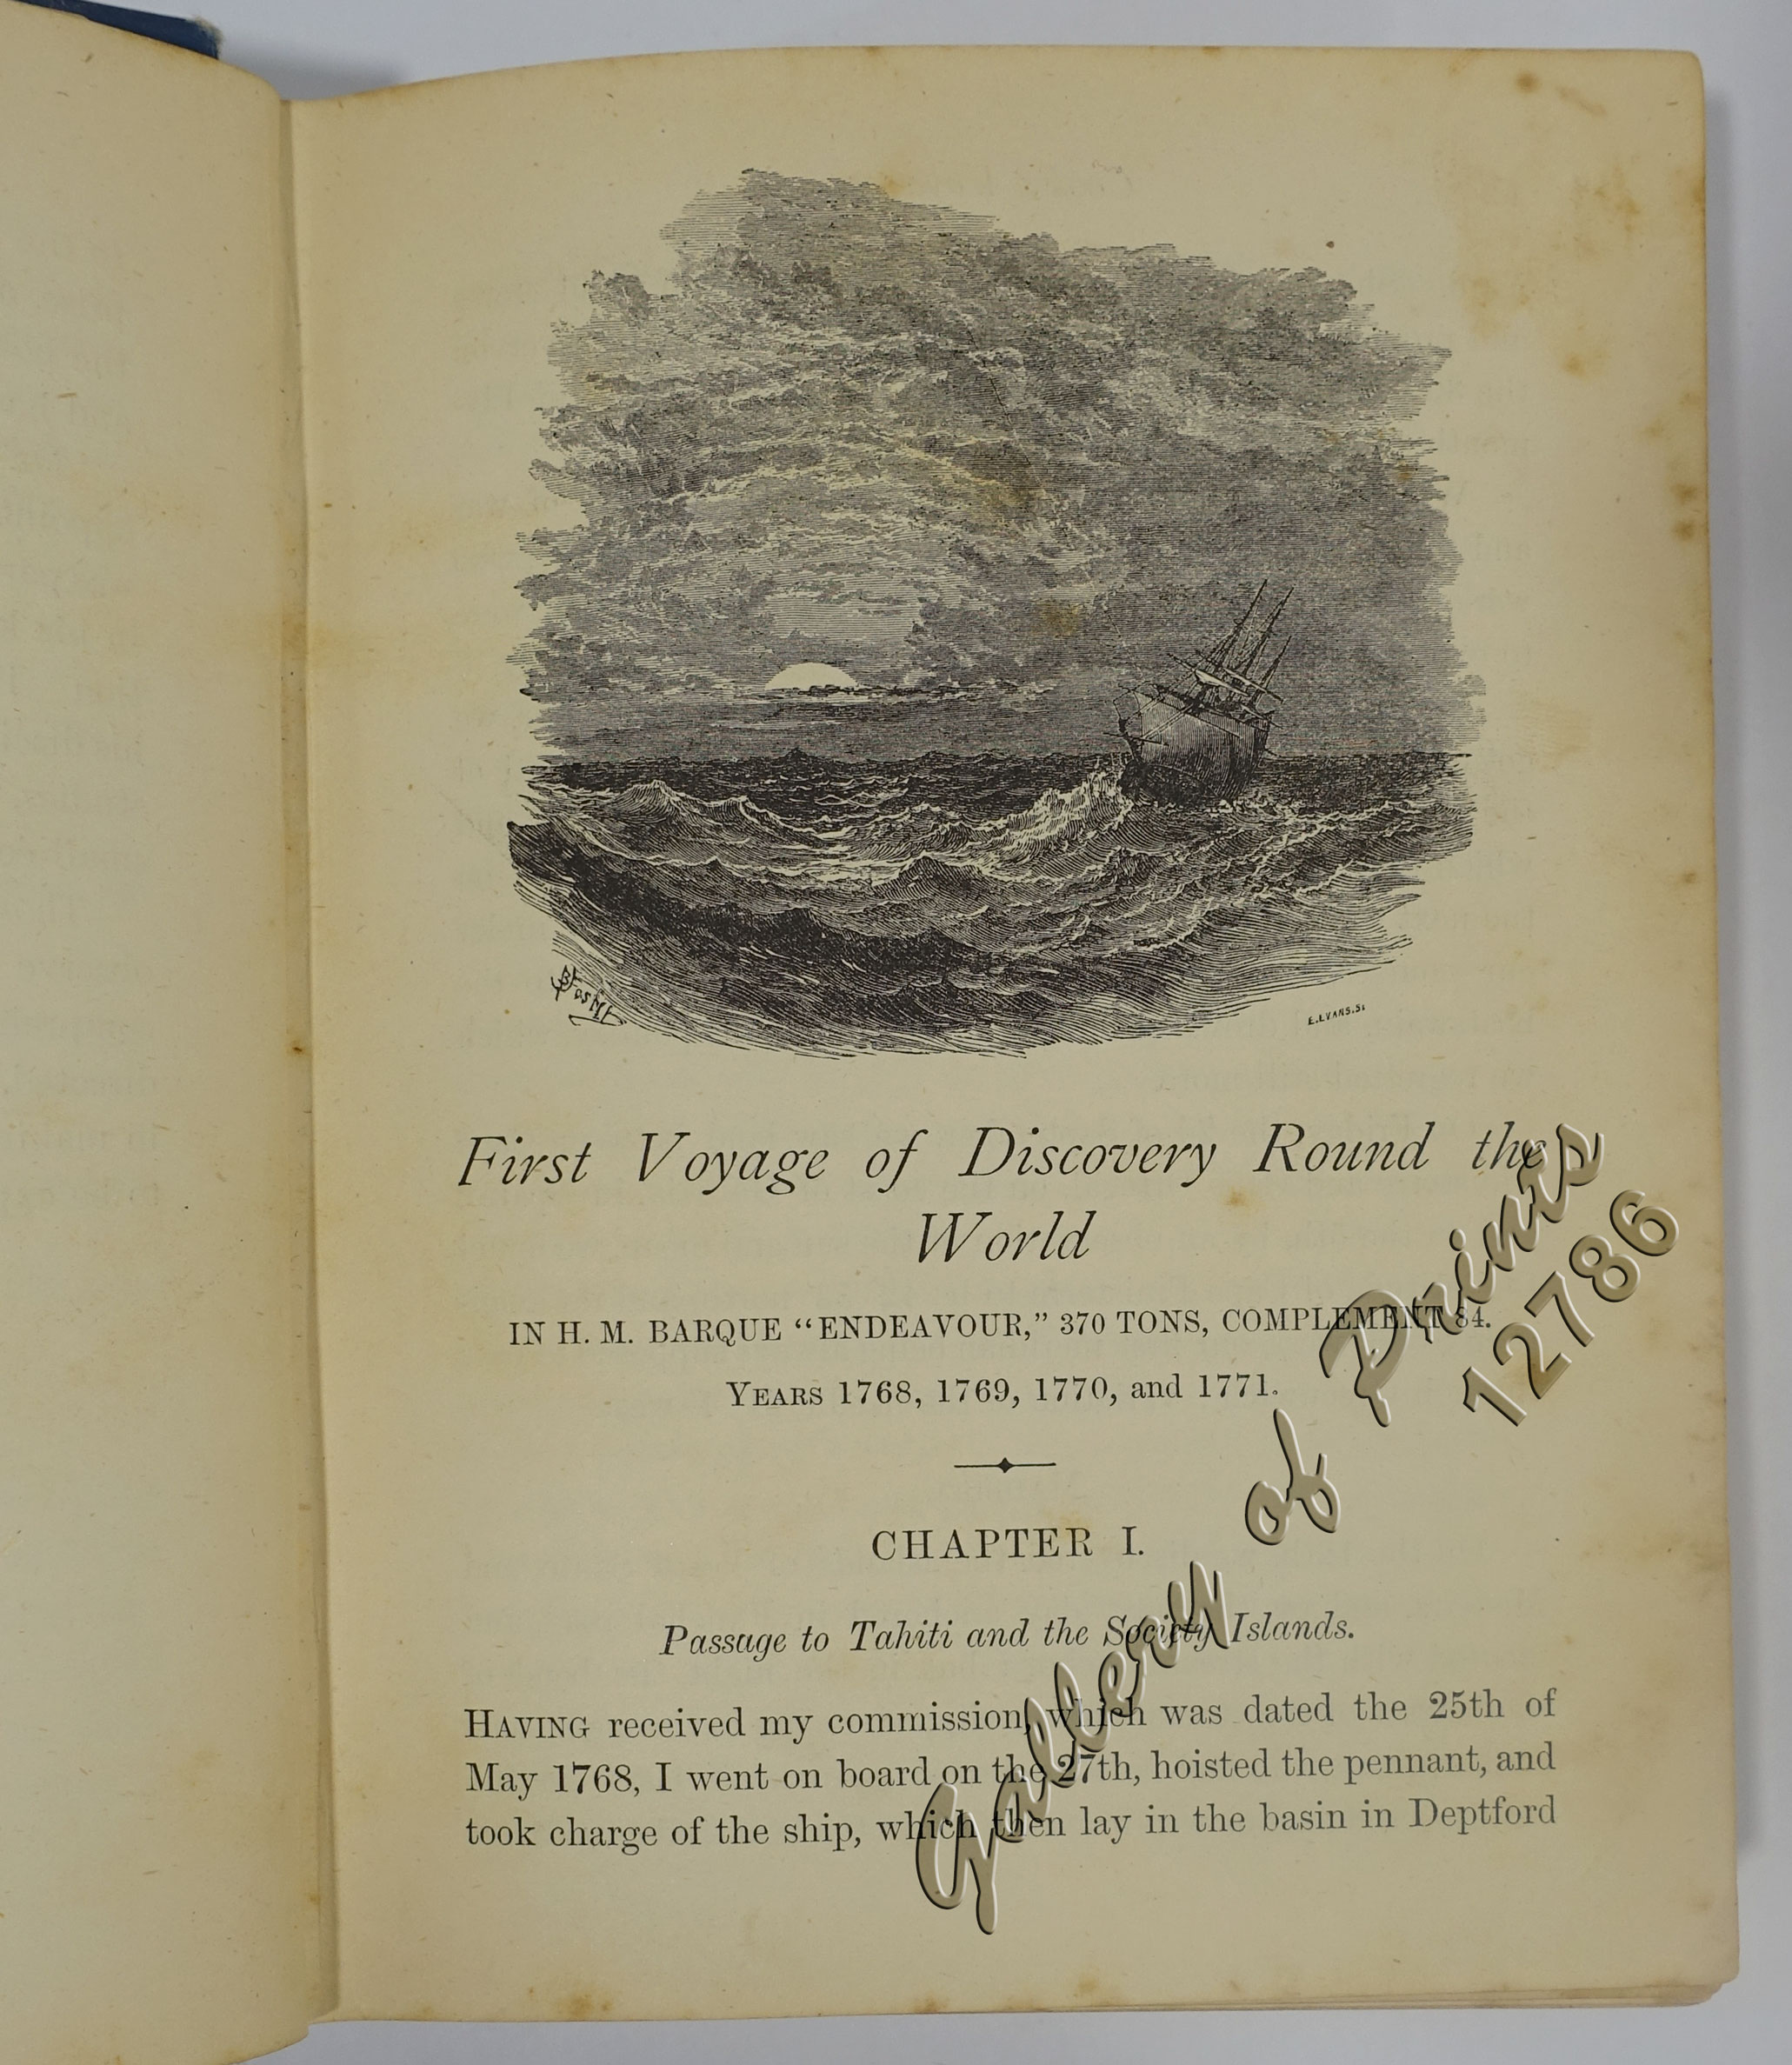 E. EVANS. Sc
First Voyage of Discovery Round the
World
IN H. M. BARQUE “ENDEAVOUR,” 370 TONS, COMPLEMENT 84.
YEARS 1768, 1769, 1770, and 1771.
CHAPTER I.
Passage to Tahiti and the Society Islands.
HAVING received my commission, which was dated the 25th of
May 1768, I went on board on the 27th, hoisted the pennant, and
took charge of the ship, which then lay in the basin in Deptford
Gallery of Prints
12786